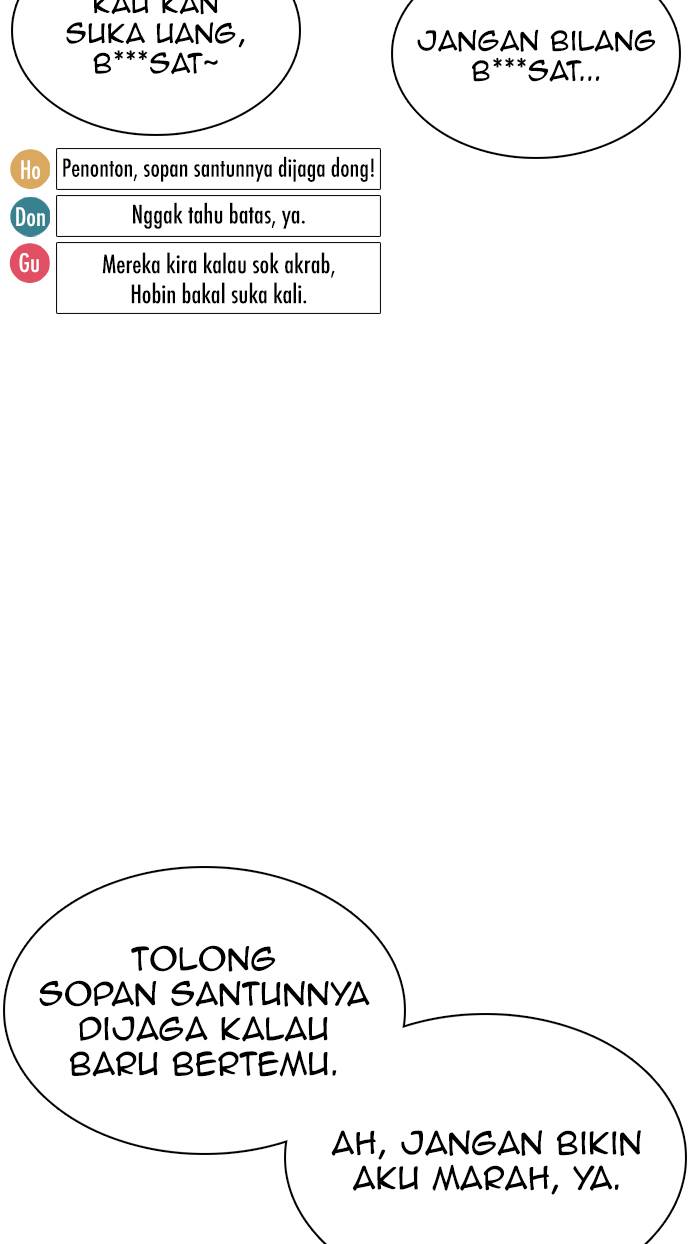 KAU KAN
SUKA UANG,
B***SAT~
JANGAN BILANG
B***SAT...
Ho
Penonton, sopan santunnya dijaga dong!
Don
Nggak tahu batas, ya.
Gu
Mereka kira kalau sok akrab,
Hobin bakal suka kali.
TOLONG
SOPAN SANTUNNYA
DIJAGA KALAU
BARU BERTEMU.
AH, JANGAN BIKIN
AKU MARAH, YA.